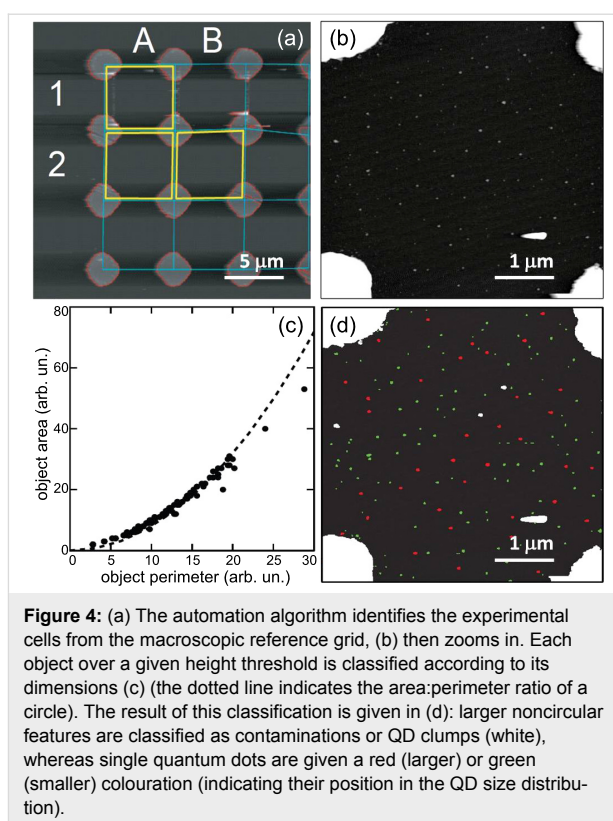 A B (a)
1
2
5 μm
(b)
1 μm
80
60
40
20
0
0 5 10 15 20 25 30
object area (arb. un.)
object perimeter (arb. un.)
(c)
(d)
1 μm
Figure 4: (a) The automation algorithm identifies the experimental
cells from the macroscopic reference grid, (b) then zooms in. Each
object over a given height threshold is classified according to its
dimensions (c) (the dotted line indicates the area:perimeter ratio of a
circle). The result of this classification is given in (d): larger noncircular
features are classified as contaminations or QD clumps (white),
whereas single quantum dots are given a red (larger) or green
(smaller) colouration (indicating their position in the QD size distribu-
tion).